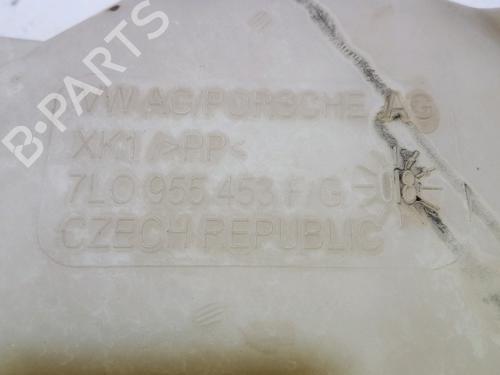 B-PARTS
VW AG/PORSCHE AG
XK1 >PP<
7L0 955 453 F/G
CZECH REPUBLIC